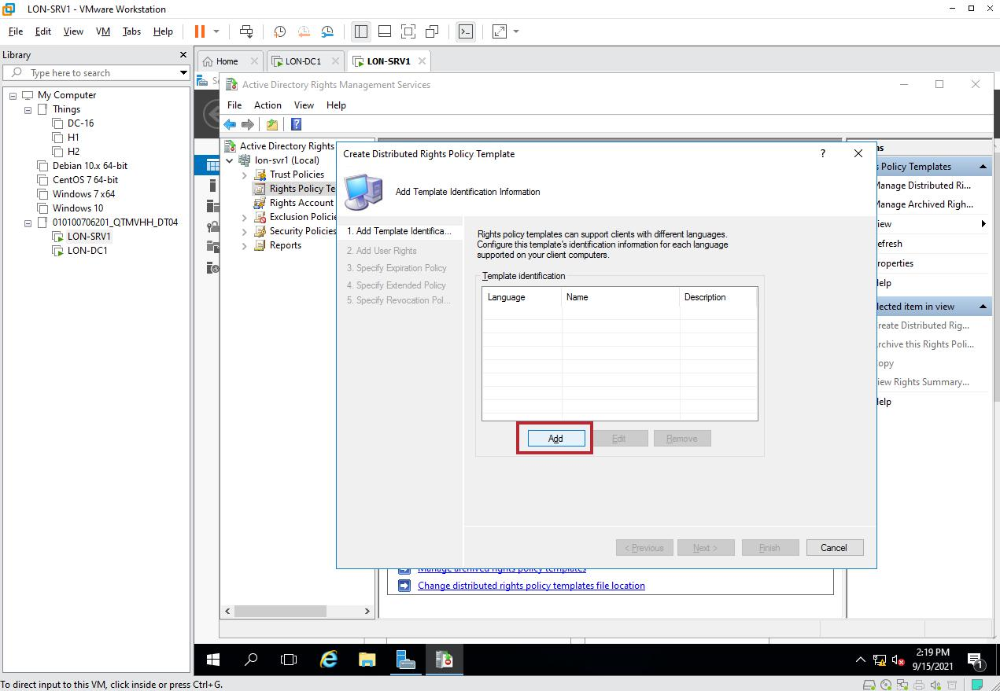 LON-SRV1 - VMware Workstation
File Edit View VM Tabs Help
Library
Type here to search
My Computer
Things
DC-16
H1
H2
Debian 10.x 64-bit
CentOS 7 64-bit
Windows 7 x64
Windows 10
010100706201_QTMVHH_DT04
LON-SRV1
LON-DC1
Home
LON-DC1
LON-SRV1
Se
Active Directory Rights Management Services
File Action View Help
Active Directory Rights
lon-svr1 (Local)
Trust Policies
Rights Policy Te
Rights Account
Exclusion Policie
Security Policies
Reports
Create Distributed Rights Policy Template
?
Add Template Identification Information
1. Add Template Identifica...
2. Add User Rights
3. Specify Expiration Policy
4. Specify Extended Policy
5. Specify Revocation Pol...
Rights policy templates can support clients with different languages.
Configure this template's identification information for each language
supported on your client computers.
Template identification
Language Name Description
Add Edit Remove
< Previous Next > Finish Cancel
Manage archived rights policy templates
Change distributed rights policy templates file location
ns
s Policy Templates
Manage Distributed Ri...
Manage Archived Righ...
iew
efresh
roperties
elp
lected item in view
reate Distributed Rig...
rchive this Rights Poli...
opy
iew Rights Summary...
elp
2:19 PM
9/15/2021
1
To direct input to this VM, click inside or press Ctrl+G.